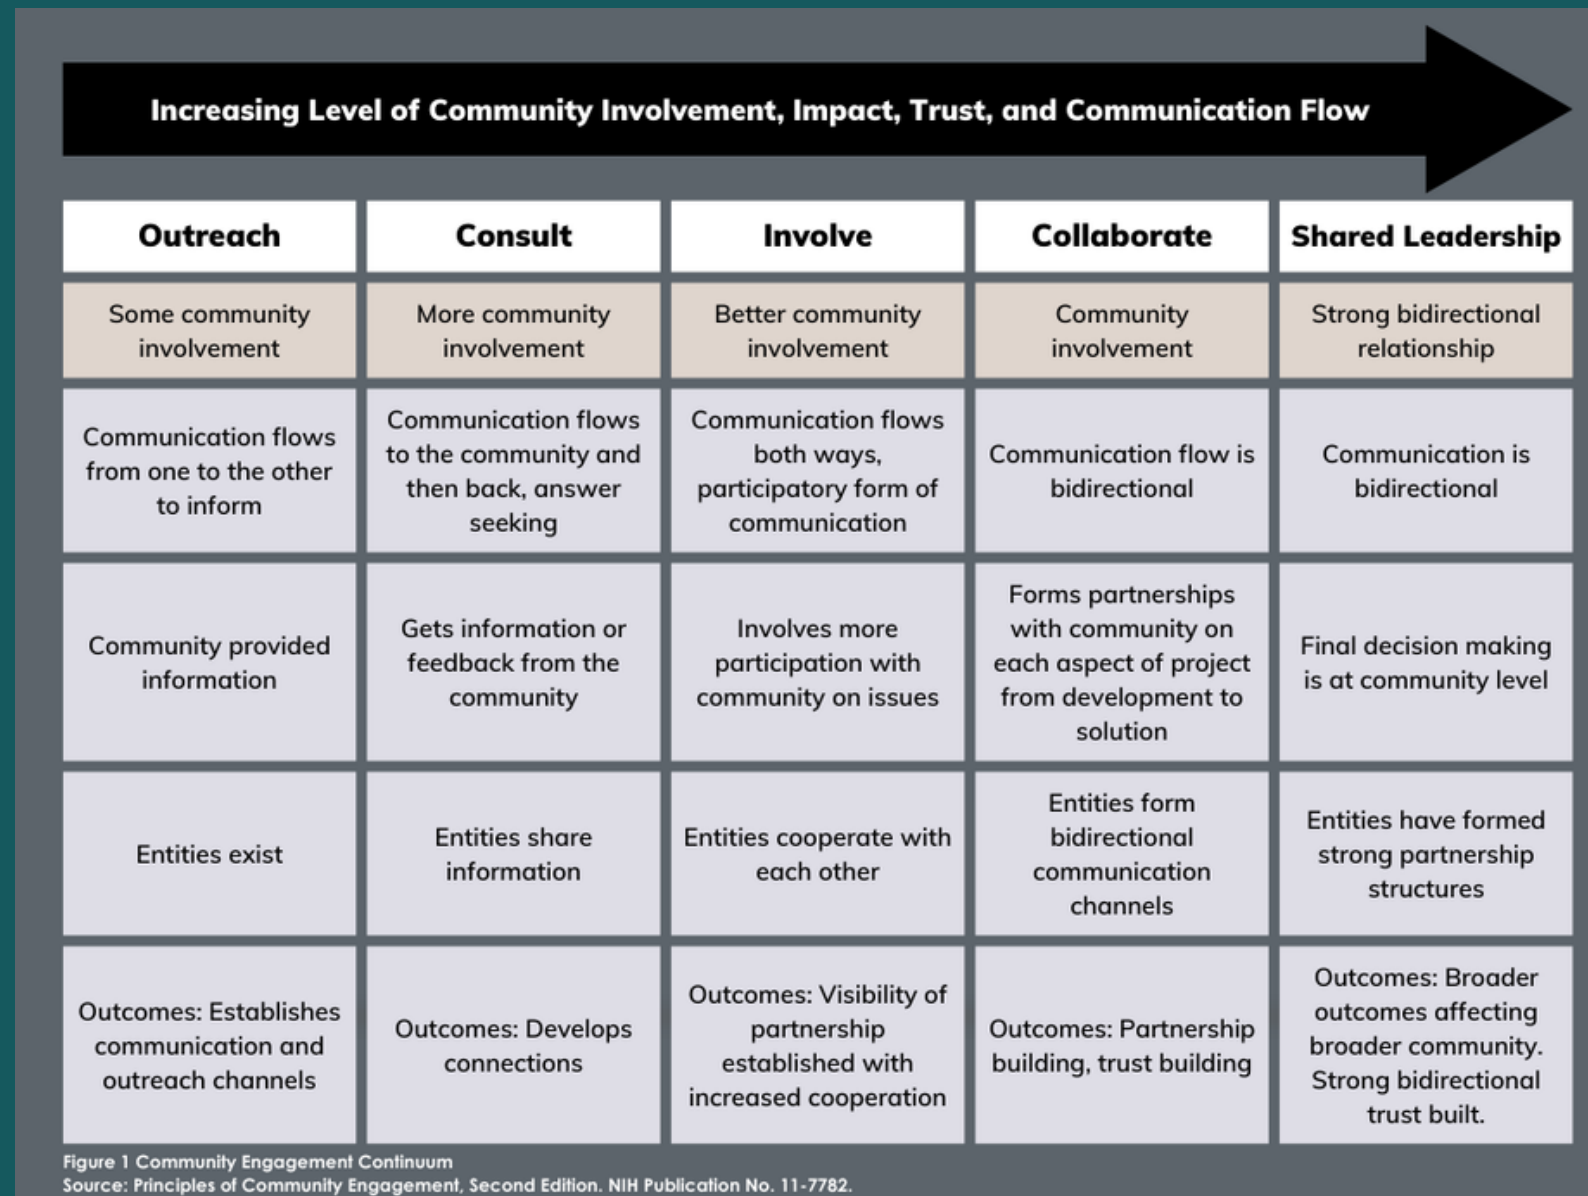 Increasing Level of Community Involvement, Impact, Trust, and Communication Flow
Outreach
Consult
Involve
Collaborate
Shared Leadership
Some community
involvement
More community
involvement
Better community
involvement
Community
involvement
Strong bidirectional
relationship
Communication flows
from one to the other
to inform
Communication flows
to the community and
then back, answer
seeking
Communication flows
both ways,
participatory form of
communication
Communication flow is
bidirectional
Communication is
bidirectional
Community provided
information
Gets information or
feedback from the
community
Involves more
participation with
community on issues
Forms partnerships
with community on
each aspect of project
from development to
solution
Final decision making
is at community level
Entities exist
Entities share
information
Entities cooperate with
each other
Entities form
bidirectional
communication
channels
Entities have formed
strong partnership
structures
Outcomes: Establishes
communication and
outreach channels
Outcomes: Develops
connections
Outcomes: Visibility of
partnership
established with
increased cooperation
Outcomes: Partnership
building, trust building
Outcomes: Broader
outcomes affecting
broader community.
Strong bidirectional
trust built.
Figure 1 Community Engagement Continuum
Source: Principles of Community Engagement, Second Edition. NIH Publication No. 11-7782.